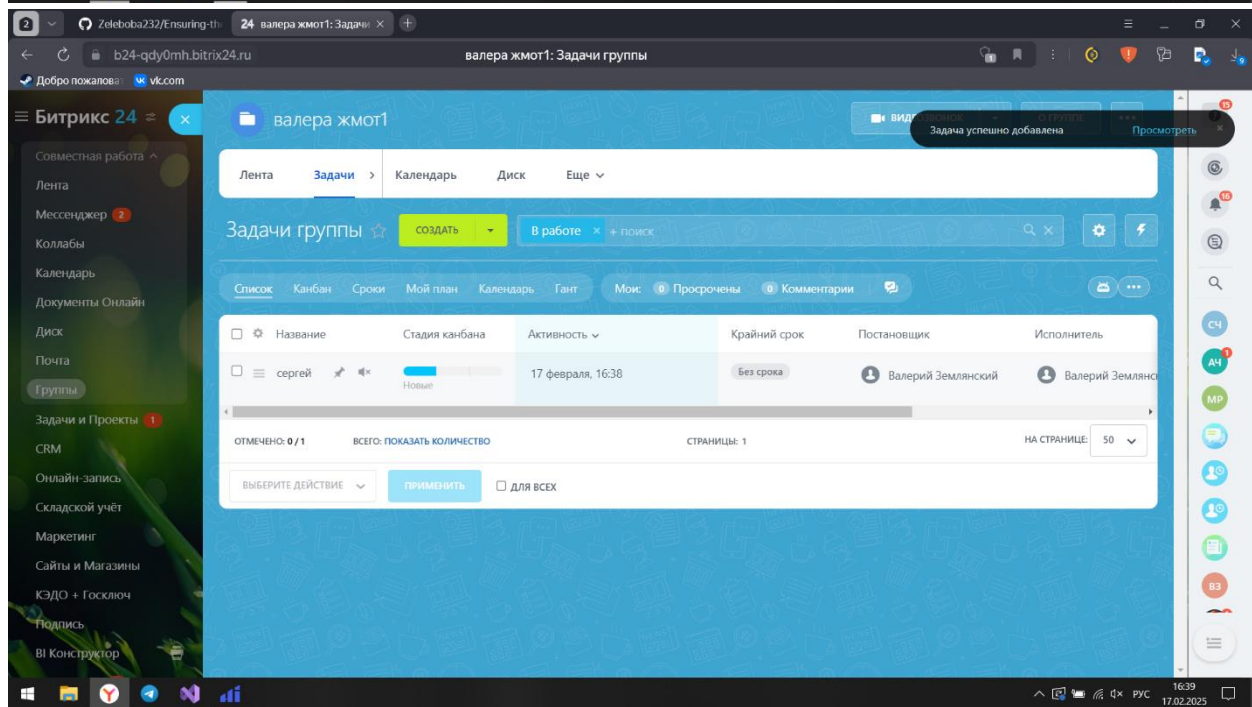 2 Zeleboba232/Ensuring-th 24 валера жмот1: Задачи
b24-qdy0mh.bitrix24.ru валера жмот1: Задачи группы
Добро пожалова vk.com
Битрикс 24
валера жмот1
Задача успешно добавлена Просмотреть
15
Совместная работа
Лента
Мессенджер 2
Коллабы
Календарь
Документы Онлайн
Диск
Почта
Группы
Задачи и Проекты 1
CRM
Онлайн-запись
Складской учёт
Маркетинг
Сайты и Магазины
КЭДО + Госключ
Подпись
BI Конструктор
Лента Задачи Календарь Диск Еще
Задачи группы СОЗДАТЬ В работе × + поиск
Список Канбан Сроки Мой план Календарь Гант Мои: 0 Просрочены 0 Комментарии
Название Стадия канбана Активность Крайний срок Постановщик Исполнитель
сергей Новые 17 февраля, 16:38 Без срока Валерий Землянский Валерий Землянс
ОТМЕЧЕНО: 0 / 1 ВСЕГО: ПОКАЗАТЬ КОЛИЧЕСТВО СТРАНИЦЫ: 1 НА СТРАНИЦЕ: 50
ВЫБЕРИТЕ ДЕЙСТВИЕ ПРИМЕНИТЬ ДЛЯ ВСЕХ
16
СЧ
АЧ 1
МР
ВЗ
РУС 16:39
17.02.2025